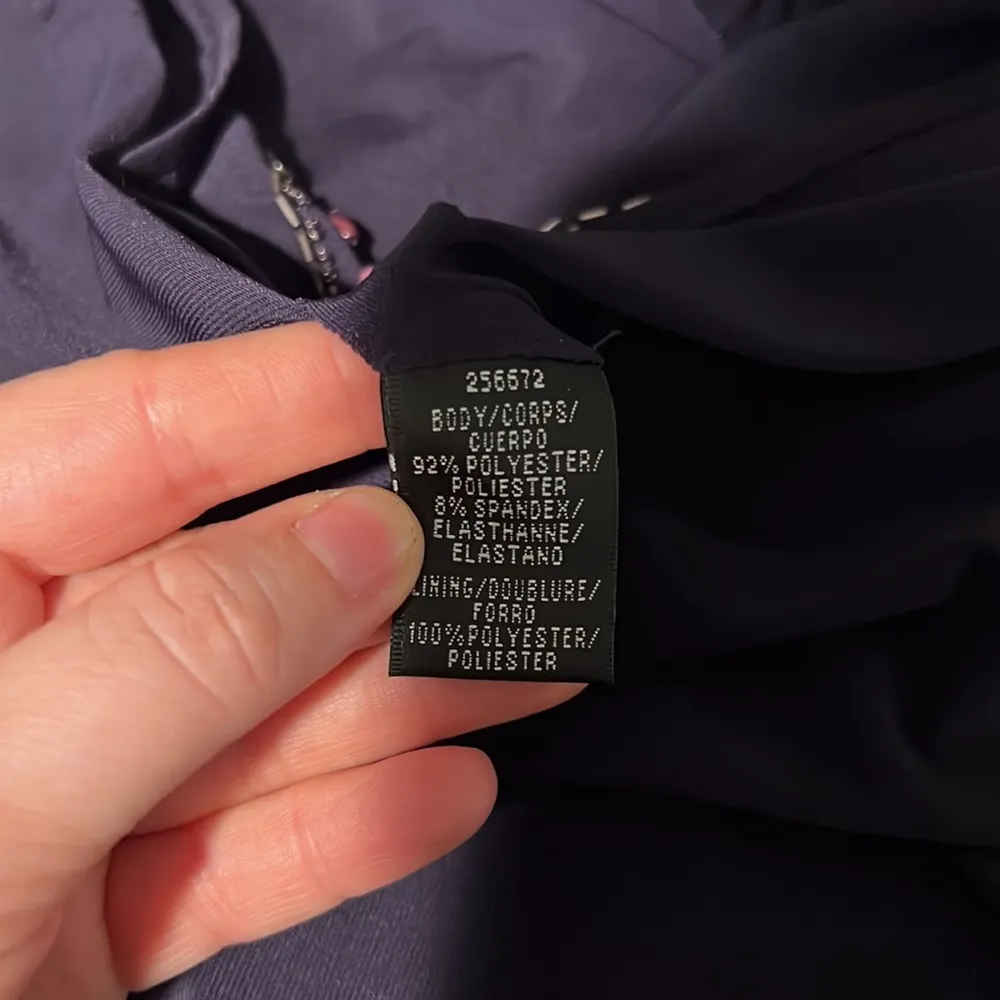 256672
BODY/CORPS/
CUERPO
92% POLYESTER/
POLIESTER
8% SPANDEX/
ELASTHANNE/
ELASTANO
LINING/DOUBLURE/
FORRO
100% POLYESTER/
POLIESTER